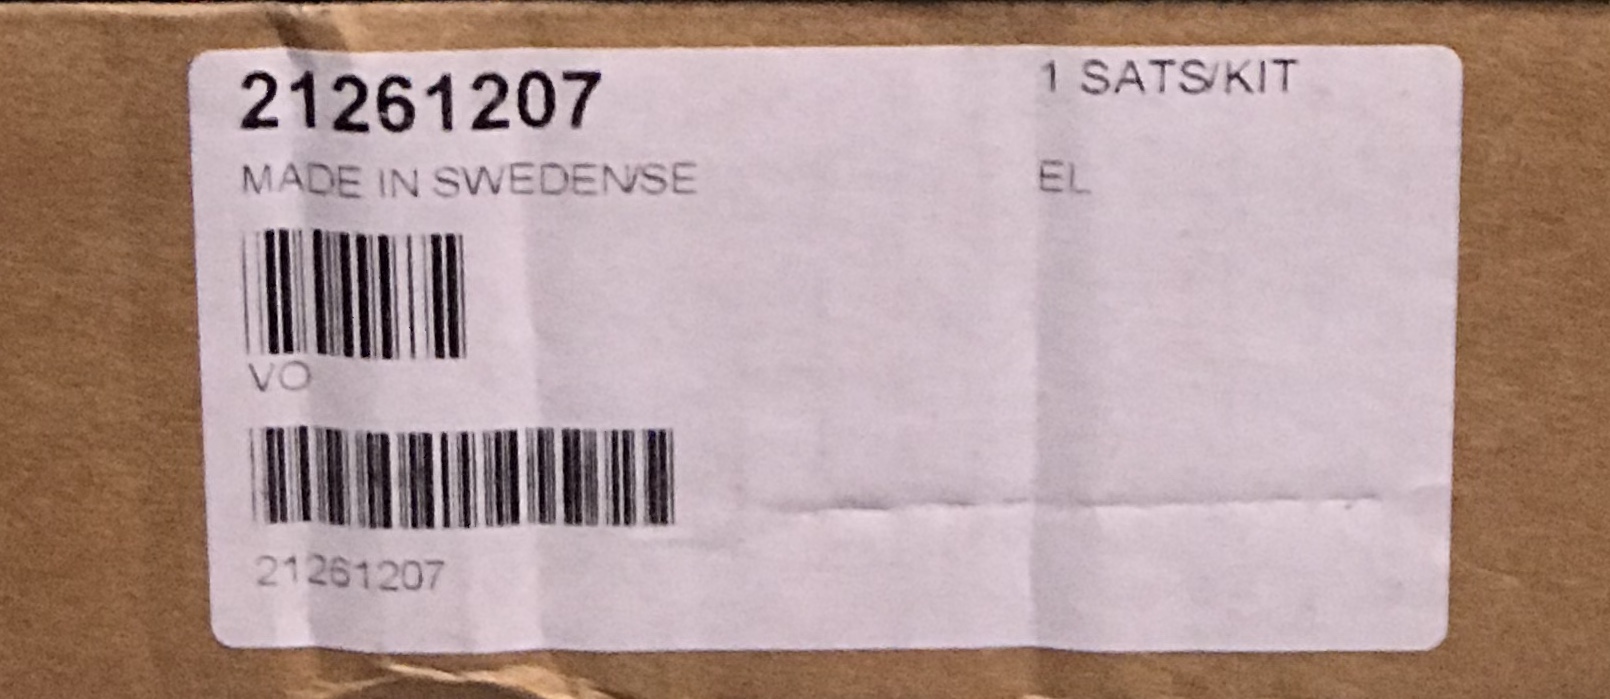 21261207
1 SATS/KIT
MADE IN SWEDEN/SE
EL
VO
21261207